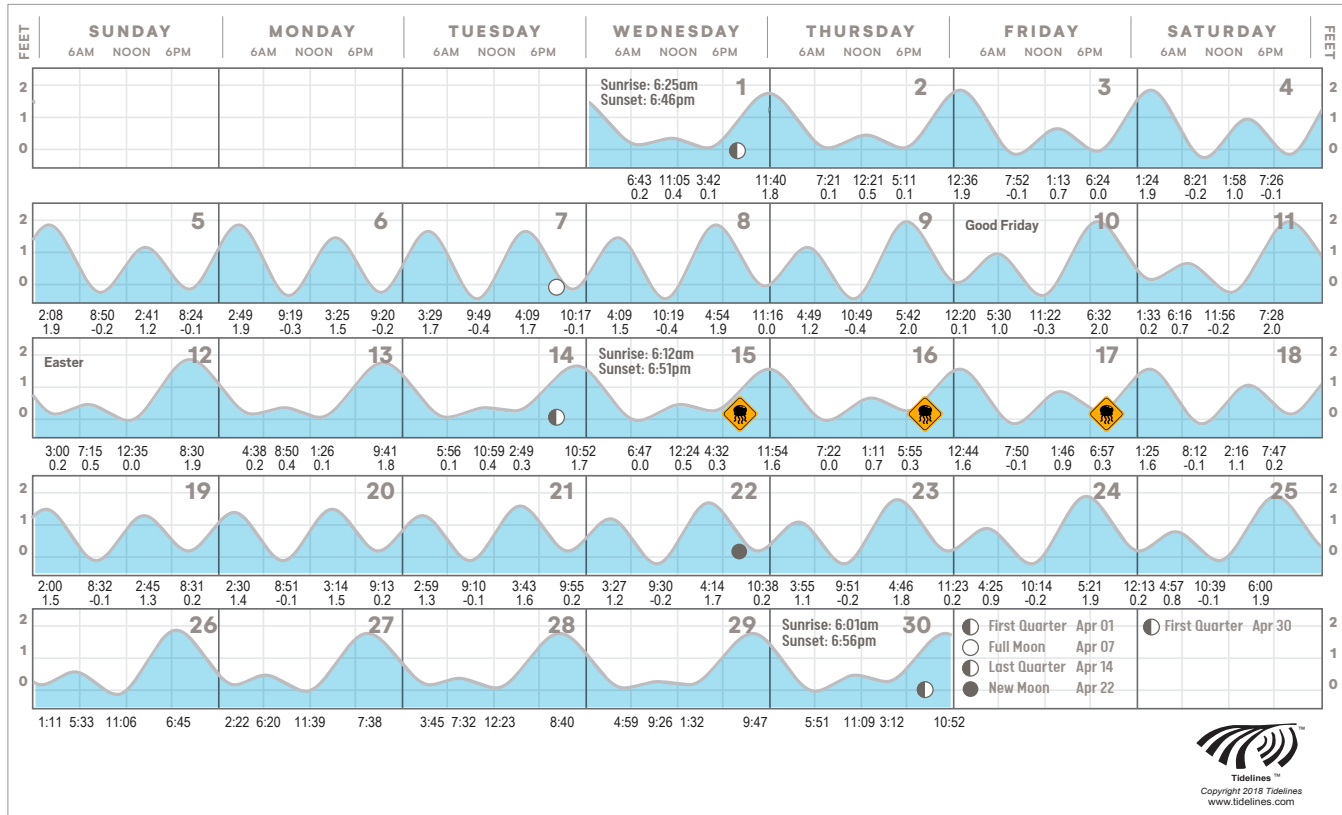 FEET SUNDAY MONDAY TUESDAY WEDNESDAY THURSDAY FRIDAY SATURDAY FEET
6AM NOON 6PM 6AM NOON 6PM 6AM NOON 6PM 6AM NOON 6PM 6AM NOON 6PM 6AM NOON 6PM 6AM NOON 6PM
2 Sunrise: 6:25am 1 2 3 4 2
Sunset: 6:46pm
1 1
0 0
6:43 11:05 3:42 11:40 7:21 12:21 5:11 12:36 7:52 1:13 6:24 1:24 8:21 1:58 7:26
0.2 0.4 0.1 1.8 0.1 0.5 0.1 1.9 -0.1 0.7 0.0 1.9 -0.2 1.0 -0.1
2 5 6 7 8 9 Good Friday 10 11 2
1 1
0 0
2:08 8:50 2:41 8:24 2:49 9:19 3:25 9:20 3:29 9:49 4:09 10:17 4:09 10:19 4:54 11:16 4:49 10:49 5:42 12:20 5:30 11:22 6:32 1:33 6:16 11:56 7:28
1.9 -0.2 1.2 -0.1 1.9 -0.3 1.5 -0.2 1.7 -0.4 1.7 -0.1 1.5 -0.4 1.9 0.0 1.2 -0.4 2.0 0.1 1.0 -0.3 2.0 0.2 0.7 -0.2 2.0
2 Easter 12 13 14 Sunrise: 6:12am 15 16 17 18 2
Sunset: 6:51pm
1 1
0 0
3:00 7:15 12:35 8:30 4:38 8:50 1:26 9:41 5:56 10:59 2:49 10:52 6:47 12:24 4:32 11:54 7:22 1:11 5:55 12:44 7:50 1:46 6:57 1:25 8:12 2:16 7:47
0.2 0.5 0.0 1.9 0.2 0.4 0.1 1.8 0.1 0.4 0.3 1.7 0.0 0.5 0.3 1.6 0.0 0.7 0.3 1.6 -0.1 0.9 0.3 1.6 -0.1 1.1 0.2
2 19 20 21 22 23 24 25 2
1 1
0 0
2:00 8:32 2:45 8:31 2:30 8:51 3:14 9:13 2:59 9:10 3:43 9:55 3:27 9:30 4:14 10:38 3:55 9:51 4:46 11:23 4:25 10:14 5:21 12:13 4:57 10:39 6:00
1.5 -0.1 1.3 0.2 1.4 -0.1 1.5 0.2 1.3 -0.1 1.6 0.2 1.2 -0.2 1.7 0.2 1.1 -0.2 1.8 0.2 0.9 -0.2 1.9 0.2 0.8 -0.1 1.9
2 26 27 28 29 Sunrise: 6:01am 30 First Quarter Apr 01 First Quarter Apr 30 2
Sunset: 6:56pm Full Moon Apr 07
1 Last Quarter Apr 14 1
0 New Moon Apr 22 0
1:11 5:33 11:06 6:45 2:22 6:20 11:39 7:38 3:45 7:32 12:23 8:40 4:59 9:26 1:32 9:47 5:51 11:09 3:12 10:52
TM
Tidelines ™
Copyright 2018 Tidelines
www.tidelines.com